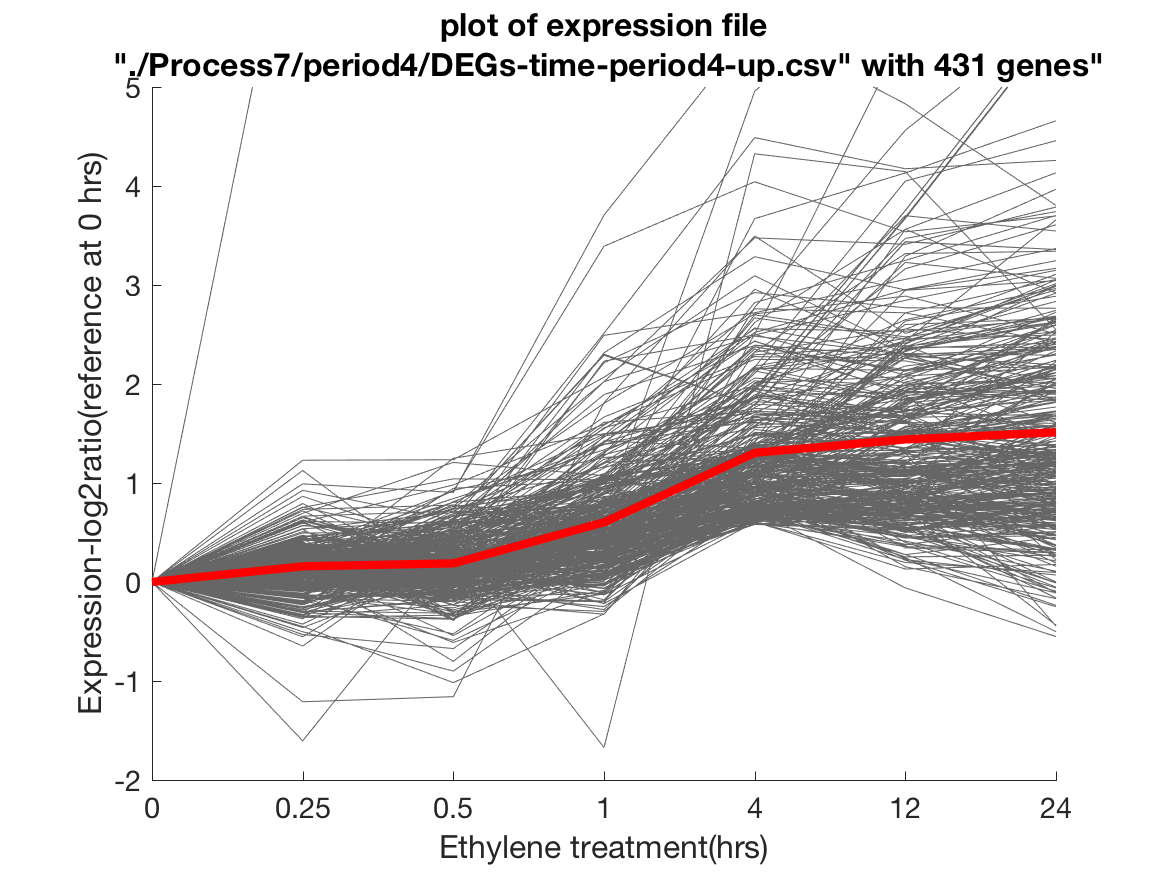 plot of expression file
"./Process7/period4/DEGs-time-period4-up.csv" with 431 genes"
Expression-log2ratio(reference at 0 hrs)
5
4
3
2
1
0
-1
-2
0 0.25 0.5 1 4 12 24
Ethylene treatment(hrs)